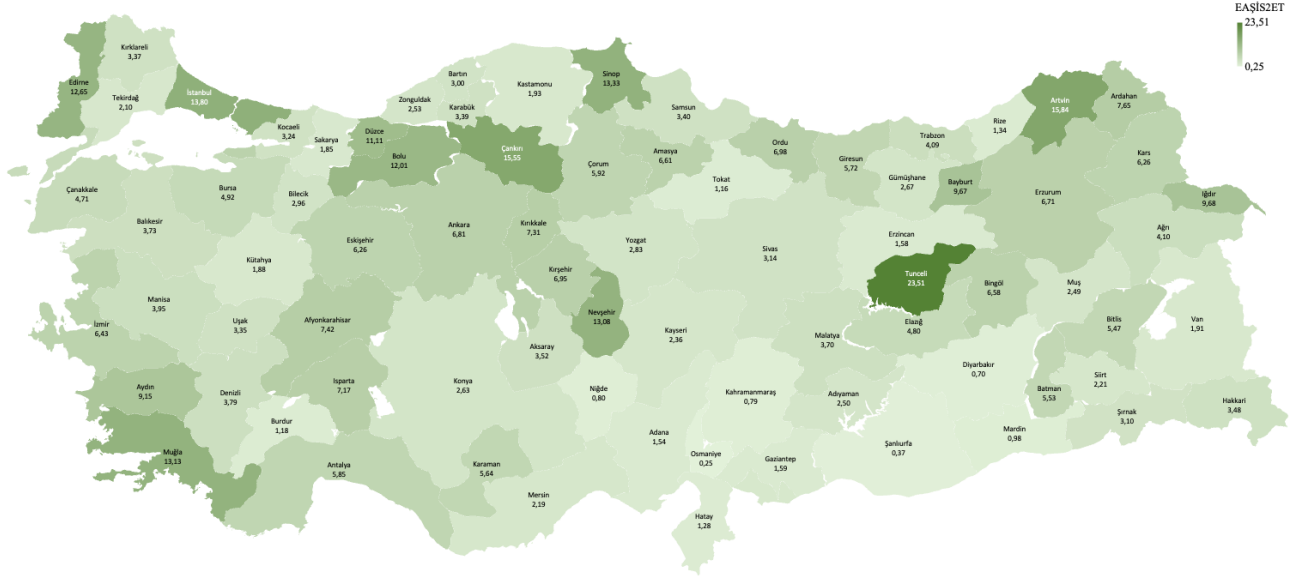 EAŞİS2ET
23,51
0,25
Kırklareli
3,37
Edirne
12,65
Tekirdağ
2,10
İstanbul
13,80
Kocaeli
3,24
Sakarya
1,85
Düzce
11,11
Bolu
12,01
Zonguldak
2,53
Bartın
3,00
Karabük
3,39
Kastamonu
1,93
Çankırı
15,55
Sinop
13,33
Samsun
3,40
Çorum
5,92
Amasya
6,61
Tokat
1,16
Ordu
6,98
Giresun
5,72
Gümüşhane
2,67
Trabzon
4,09
Rize
1,34
Bayburt
9,67
Artvin
15,84
Ardahan
7,65
Kars
6,26
Iğdır
9,68
Erzurum
6,71
Ağrı
4,10
Çanakkale
4,71
Balıkesir
3,73
Bursa
4,92
Bilecik
2,96
Kütahya
1,88
Eskişehir
6,26
Ankara
6,81
Kırıkkale
7,31
Kırşehir
6,95
Yozgat
2,83
Sivas
3,14
Erzincan
1,58
Tunceli
23,51
Bingöl
6,58
Muş
2,49
Bitlis
5,47
Van
1,91
Manisa
3,95
İzmir
6,43
Uşak
3,35
Afyonkarahisar
7,42
Nevşehir
13,08
Aksaray
3,52
Kayseri
2,36
Malatya
3,70
Elazığ
4,80
Diyarbakır
0,70
Batman
5,53
Siirt
2,21
Şırnak
3,10
Hakkari
3,48
Aydın
9,15
Denizli
3,79
Isparta
7,17
Burdur
1,18
Konya
2,63
Niğde
0,80
Kahramanmaraş
0,79
Adıyaman
2,50
Mardin
0,98
Şanlıurfa
0,37
Muğla
13,13
Antalya
5,85
Karaman
5,64
Mersin
2,19
Adana
1,54
Osmaniye
0,25
Gaziantep
1,59
Hatay
1,28